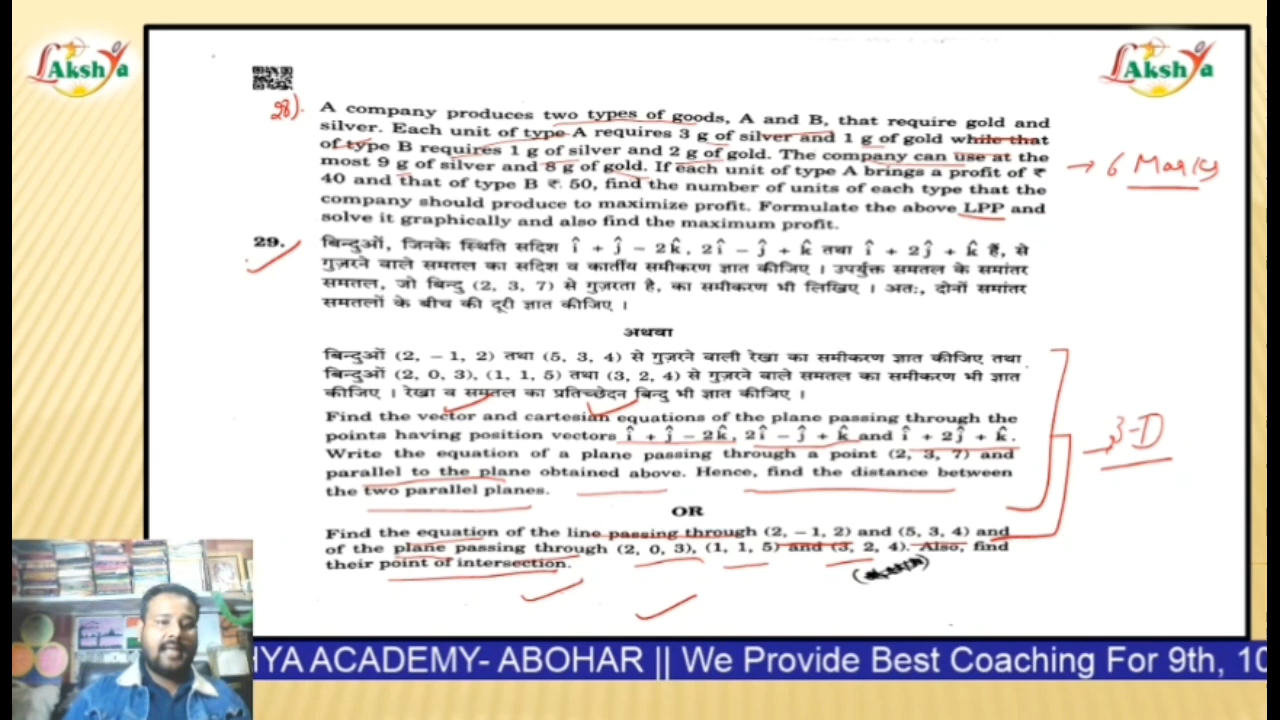 LAkshya
LAkshya
28).
A company produces two types of goods, A and B, that require gold and
silver. Each unit of type A requires 3 g of silver and 1 g of gold while that
of type B requires 1 g of silver and 2 g of gold. The company can use at the
most 9 g of silver and 8 g of gold. If each unit of type A brings a profit of ₹
40 and that of type B ₹ 50, find the number of units of each type that the
company should produce to maximize profit. Formulate the above LPP and
solve it graphically and also find the maximum profit.
→ 6 Marks
29.
बिन्दुओं, जिनके स्थिति सदिश î + ĵ − 2k̂, 2î − ĵ + k̂ तथा î + 2ĵ + k̂ हैं, से
गुज़रने वाले समतल का सदिश व कार्तीय समीकरण ज्ञात कीजिए । उपर्युक्त समतल के समांतर
समतल, जो बिन्दु (2, 3, 7) से गुज़रता है, का समीकरण भी लिखिए । अतः, दोनों समांतर
समतलों के बीच की दूरी ज्ञात कीजिए ।
अथवा
बिन्दुओं (2, − 1, 2) तथा (5, 3, 4) से गुज़रने वाली रेखा का समीकरण ज्ञात कीजिए तथा
बिन्दुओं (2, 0, 3), (1, 1, 5) तथा (3, 2, 4) से गुज़रने वाले समतल का समीकरण भी ज्ञात
कीजिए । रेखा व समतल का प्रतिच्छेदन बिन्दु भी ज्ञात कीजिए ।
Find the vector and cartesian equations of the plane passing through the
points having position vectors î + ĵ − 2k̂, 2î − ĵ + k̂ and î + 2ĵ + k̂.
Write the equation of a plane passing through a point (2, 3, 7) and
parallel to the plane obtained above. Hence, find the distance between
the two parallel planes.
→ 3-D
OR
Find the equation of the line passing through (2, − 1, 2) and (5, 3, 4) and
of the plane passing through (2, 0, 3), (1, 1, 5) and (3, 2, 4). Also, find
their point of intersection.
HYA ACADEMY- ABOHAR || We Provide Best Coaching For 9th, 10